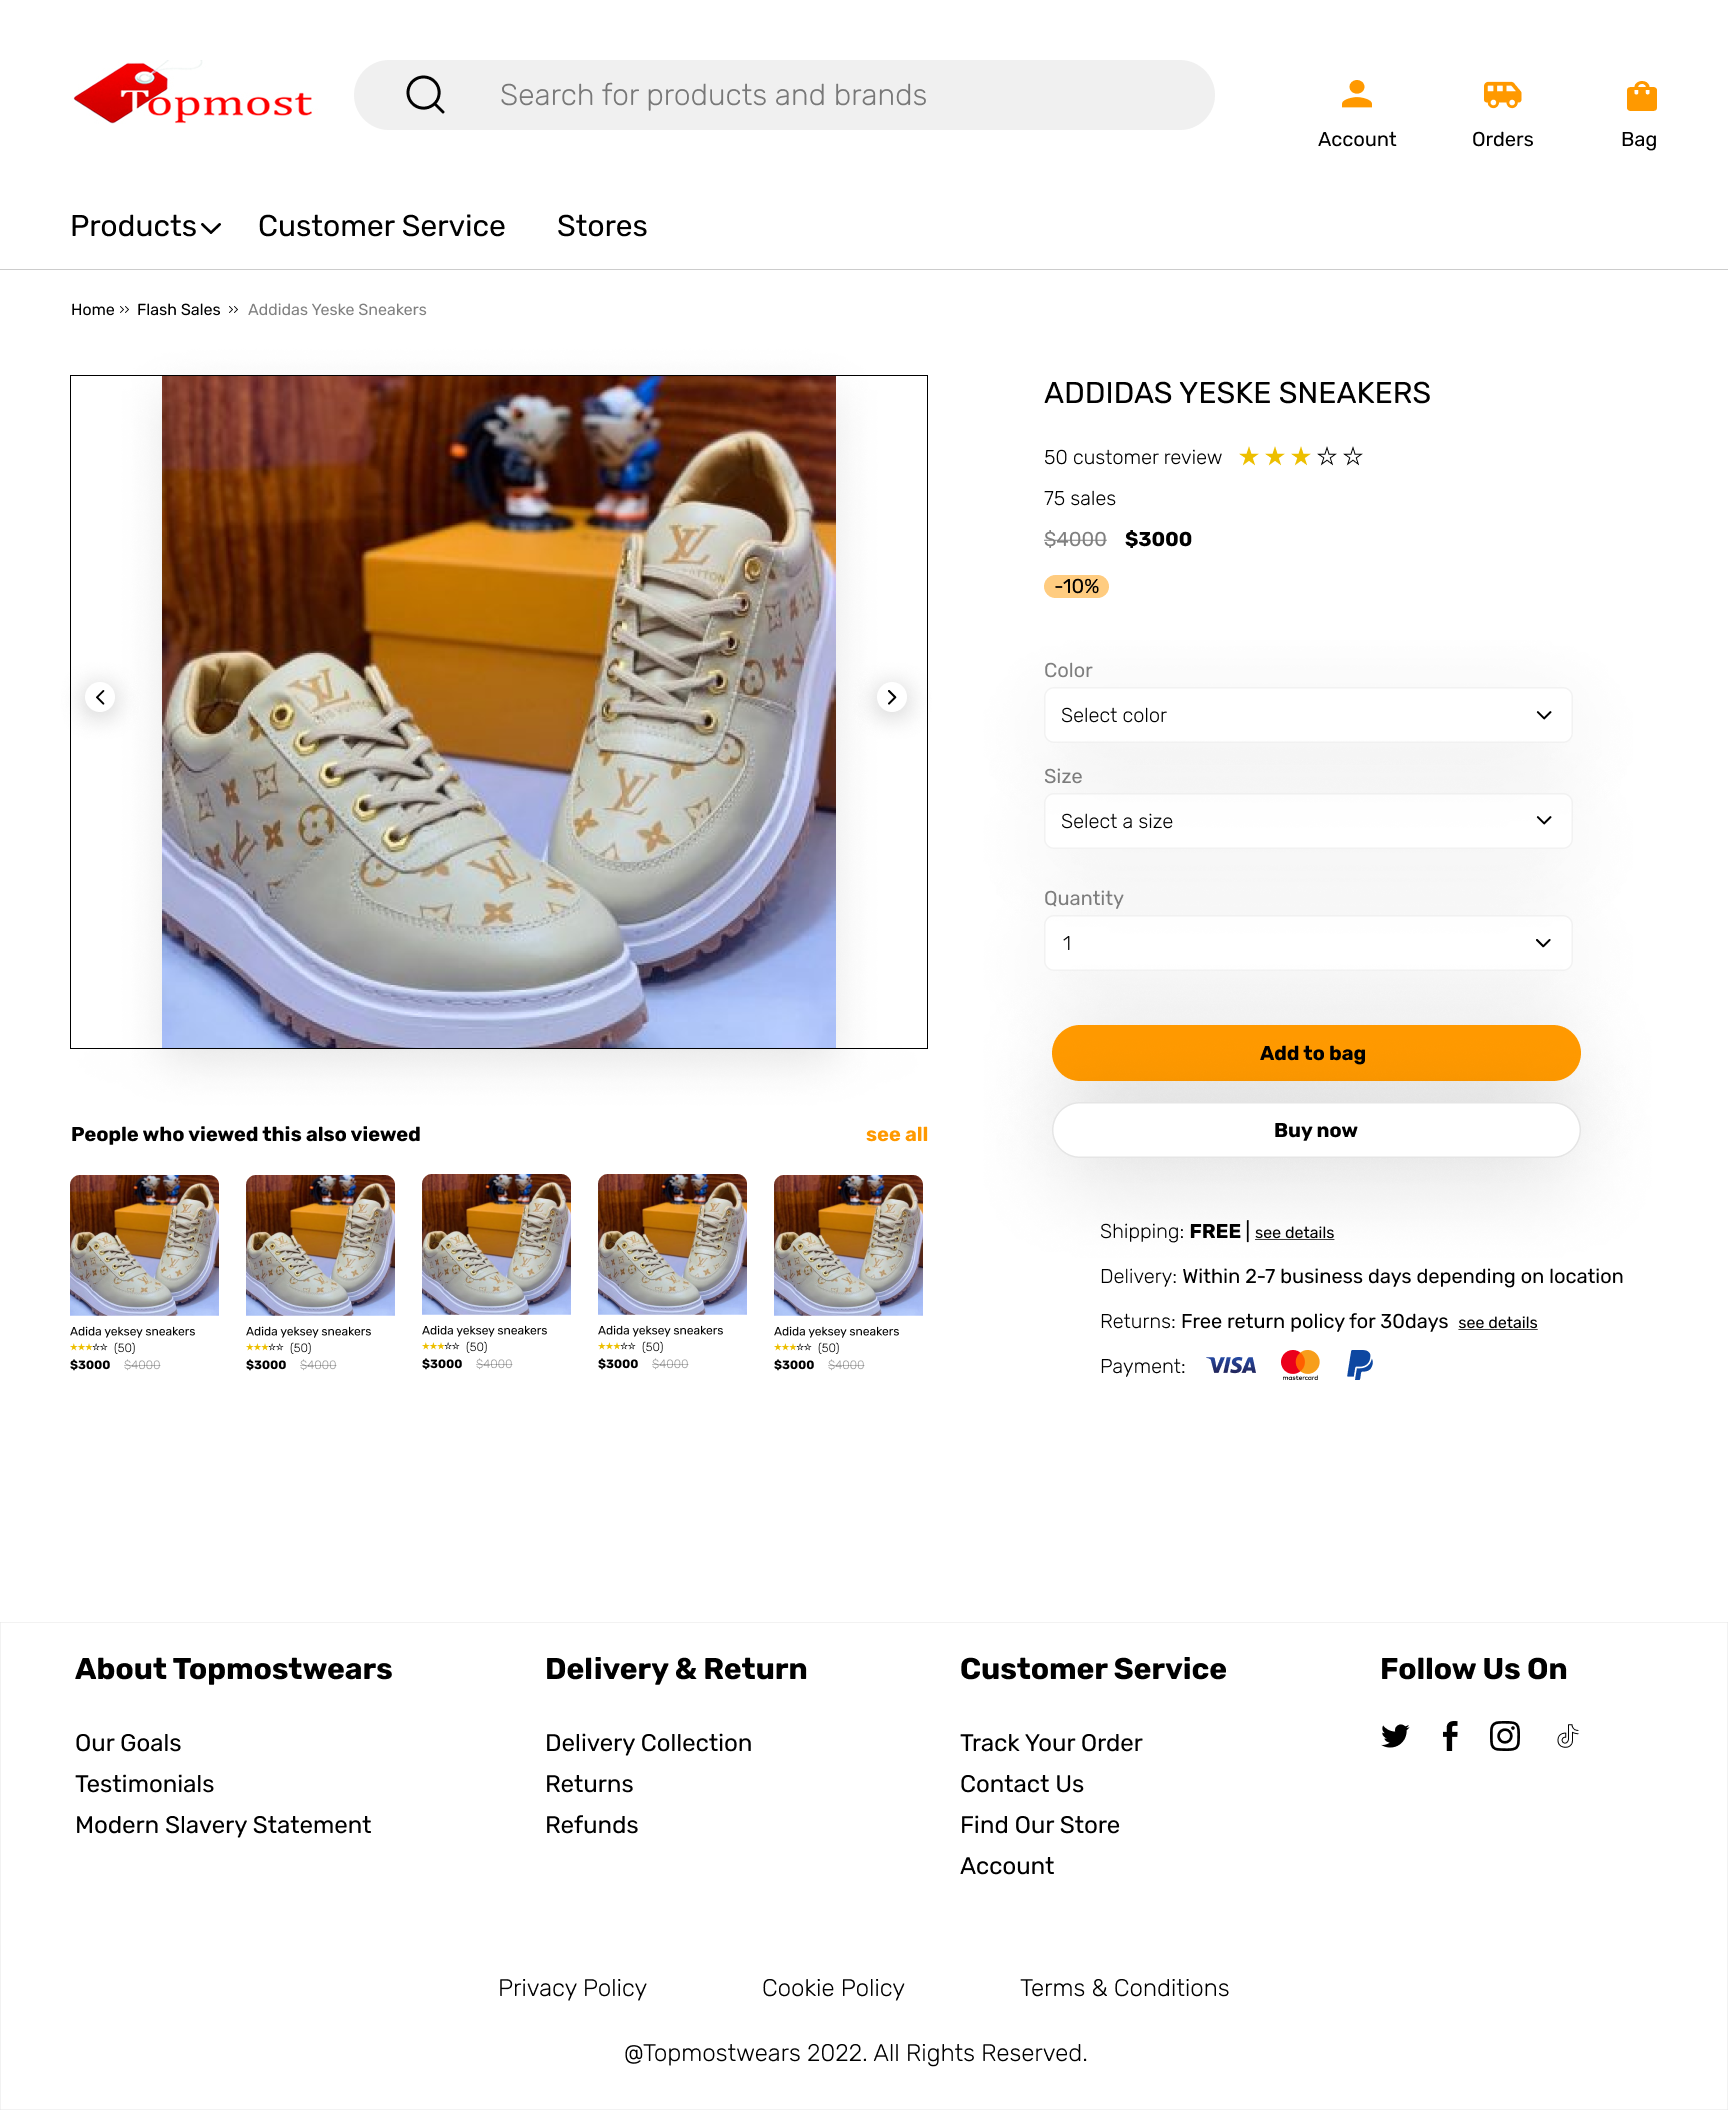 Topmost
Search for products and brands
Account
Orders
Bag
Products
Customer Service
Stores
Home » Flash Sales » Addidas Yeske Sneakers
ADDIDAS YESKE SNEAKERS
50 customer review
75 sales
$4000 $3000
-10%
Color
Select color
Size
Select a size
Quantity
1
Add to bag
Buy now
Shipping: FREE | see details
Delivery: Within 2-7 business days depending on location
Returns: Free return policy for 30days see details
Payment: VISA mastercard
People who viewed this also viewed
see all
Adida yeksey sneakers
(50)
$3000 $4000
Adida yeksey sneakers
(50)
$3000 $4000
Adida yeksey sneakers
(50)
$3000 $4000
Adida yeksey sneakers
(50)
$3000 $4000
Adida yeksey sneakers
(50)
$3000 $4000
About Topmostwears
Our Goals
Testimonials
Modern Slavery Statement
Delivery & Return
Delivery Collection
Returns
Refunds
Customer Service
Track Your Order
Contact Us
Find Our Store
Account
Follow Us On
Privacy Policy
Cookie Policy
Terms & Conditions
@Topmostwears 2022. All Rights Reserved.